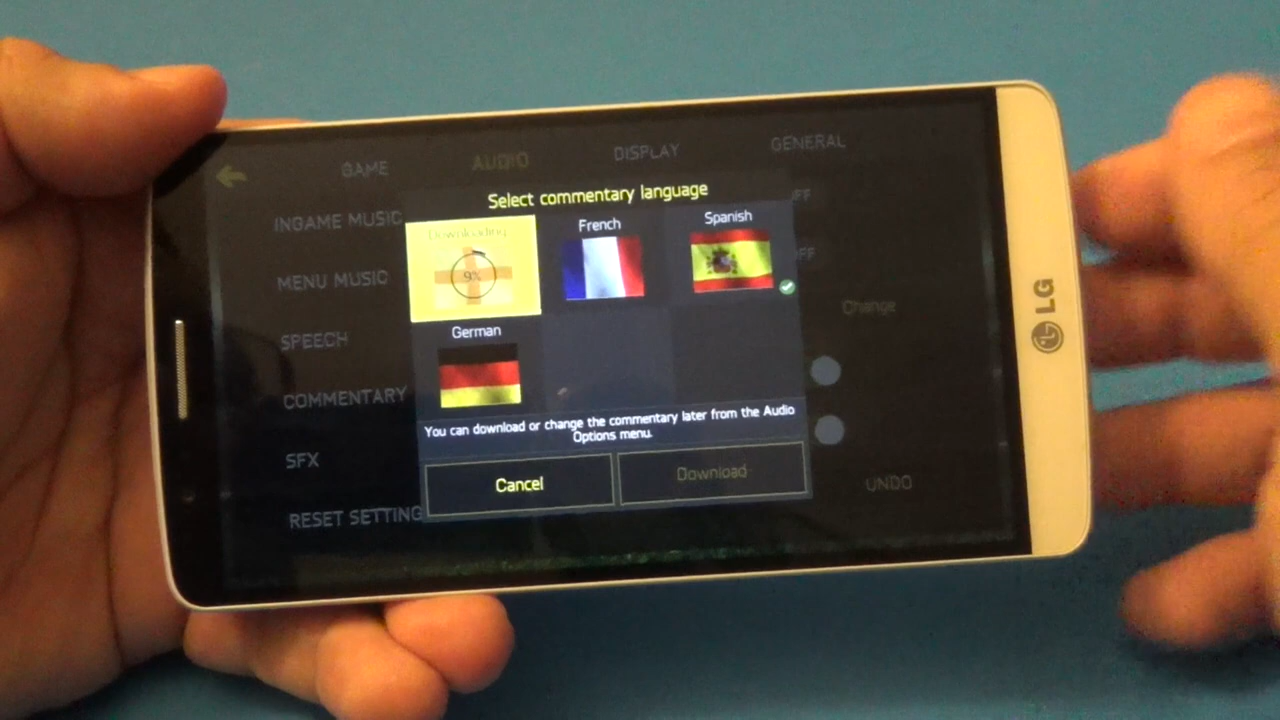 GAME AUDIO DISPLAY GENERAL
Select commentary language
INGAME MUSIC
Downloading
French
Spanish
9%
MENU MUSIC
German
Change
SPEECH
COMMENTARY
You can download or change the commentary later from the Audio
Options menu.
SFX
Cancel
Download
UNDO
RESET SETTING
LG